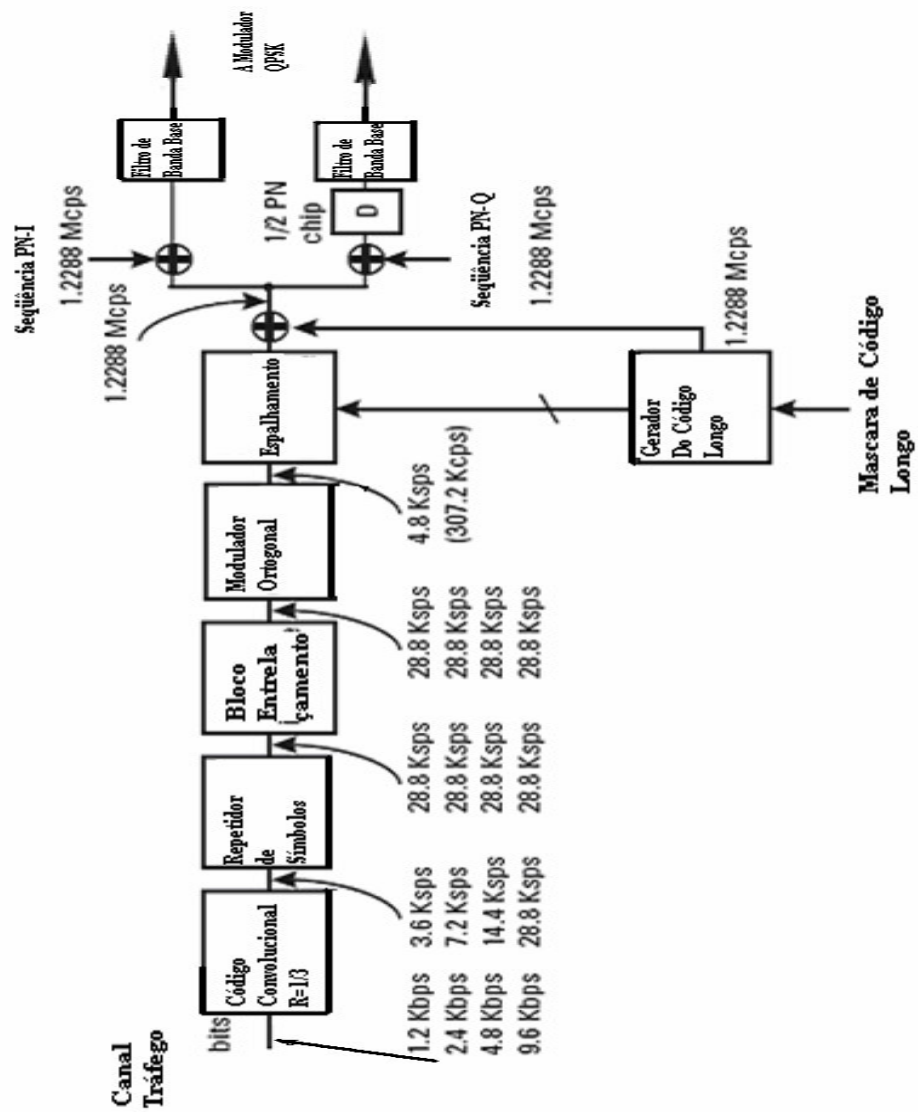 Canal
Tráfego
bits
Código
Convolucional
R=1/3
Repetidor
de
Símbolos
Bloco
Entrela
çamento
Modulador
Ortogonal
Espalhamento
1.2288 Mcps
Seqüência PN-I
1.2288 Mcps
Filtro de
Banda Base
A Modulador
QPSK
1/2 PN
chip
D
Filtro de
Banda Base
Seqüência PN-Q
1.2288 Mcps
1.2 Kbps
2.4 Kbps
4.8 Kbps
9.6 Kbps
3.6 Ksps
7.2 Ksps
14.4 Ksps
28.8 Ksps
28.8 Ksps
28.8 Ksps
28.8 Ksps
28.8 Ksps
28.8 Ksps
28.8 Ksps
28.8 Ksps
28.8 Ksps
4.8 Ksps
(307.2 Kcps)
Gerador
Do Código
Longo
1.2288 Mcps
Mascara de Código
Longo